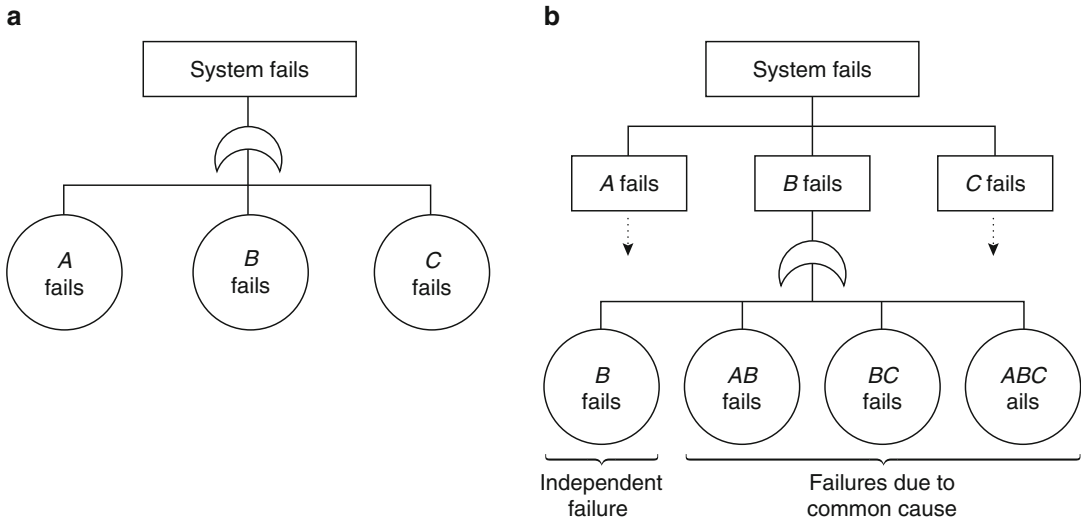 a
System fails
A
fails
B
fails
C
fails
b
System fails
A fails
B fails
C fails
B
fails
AB
fails
BC
fails
ABC
ails
Independent
failure
Failures due to
common cause